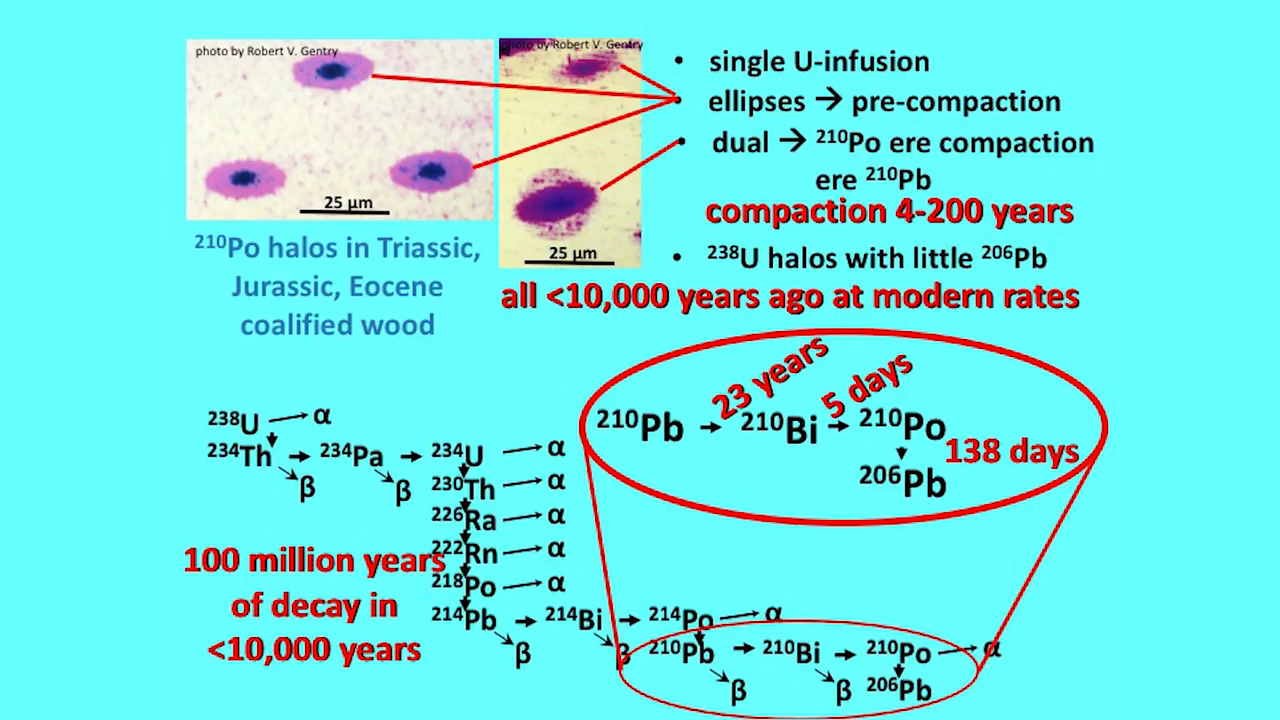 photo by Robert V. Gentry
photo by Robert V. Gentry
25 µm
25 µm
²¹⁰Po halos in Triassic,
Jurassic, Eocene
coalified wood
• single U-infusion
• ellipses → pre-compaction
• dual → ²¹⁰Po ere compaction
ere ²¹⁰Pb
compaction 4-200 years
• ²³⁸U halos with little ²⁰⁶Pb
all <10,000 years ago at modern rates
23 years
5 days
²¹⁰Pb → ²¹⁰Bi → ²¹⁰Po
138 days
²⁰⁶Pb
²³⁸U → α
²³⁴Th → ²³⁴Pa → ²³⁴U → α
β β
²³⁰Th → α
²²⁶Ra → α
²²²Rn → α
²¹⁸Po → α
²¹⁴Pb → ²¹⁴Bi → ²¹⁴Po → α
β β
²¹⁰Pb → ²¹⁰Bi → ²¹⁰Po → α
β β
²⁰⁶Pb
100 million years
of decay in
<10,000 years